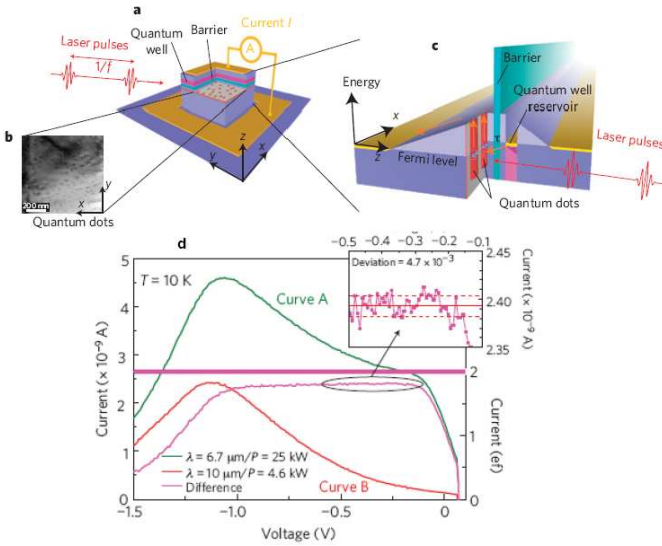 a
Current I
Quantum well
Barrier
A
Laser pulses
1/f
z
x
y
b
200 nm
y
x
Quantum dots
c
Energy
Barrier
Quantum well reservoir
Laser pulses
x
z
Fermi level
τ
Quantum dots
d
T = 10 K
Curve A
Curve B
λ = 6.7 μm/P = 25 kW
λ = 10 μm/P = 4.6 kW
Difference
Current (× 10⁻⁹ A)
5
4
3
2
1
0
-1.5
-1.0
-0.5
0
Voltage (V)
2
1
0
Current (ef)
-0.5
-0.4
-0.3
-0.2
-0.1
Deviation = 4.7 × 10⁻³
2.45
2.40
2.35
Current (× 10⁻⁹ A)